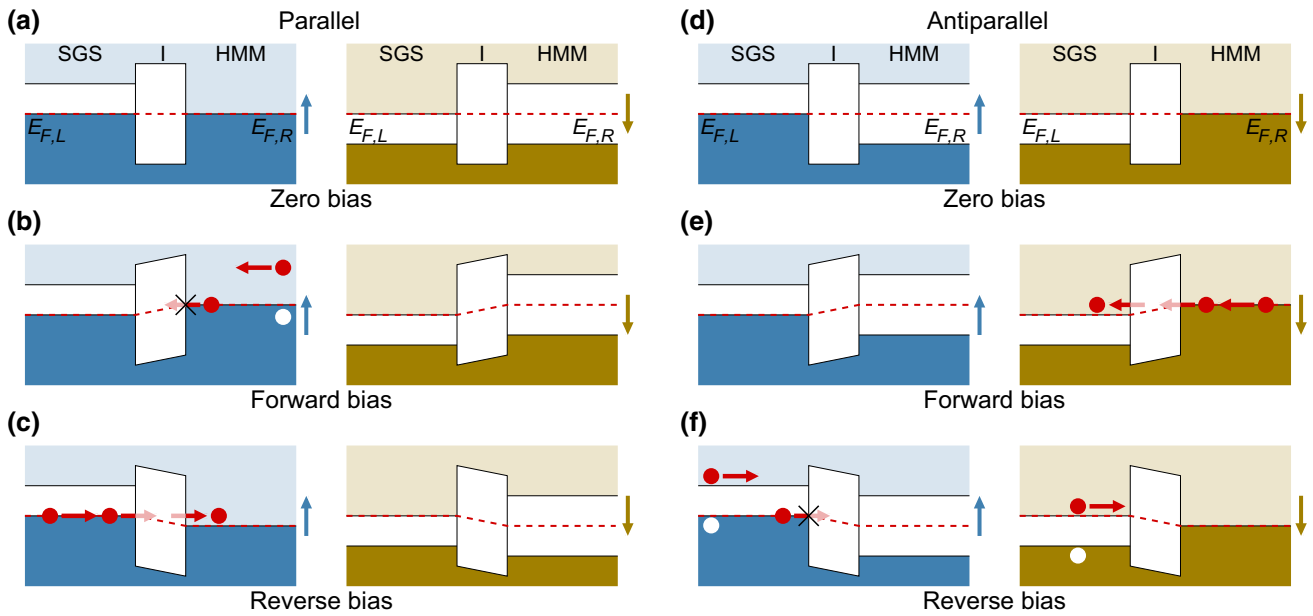 (a) Parallel (d) Antiparallel
SGS I HMM SGS I HMM SGS I HMM SGS I HMM
E_{F,L} E_{F,R} E_{F,L} E_{F,R} E_{F,L} E_{F,R} E_{F,L} E_{F,R}
Zero bias Zero bias
(b) (e)
Forward bias Forward bias
(c) (f)
Reverse bias Reverse bias